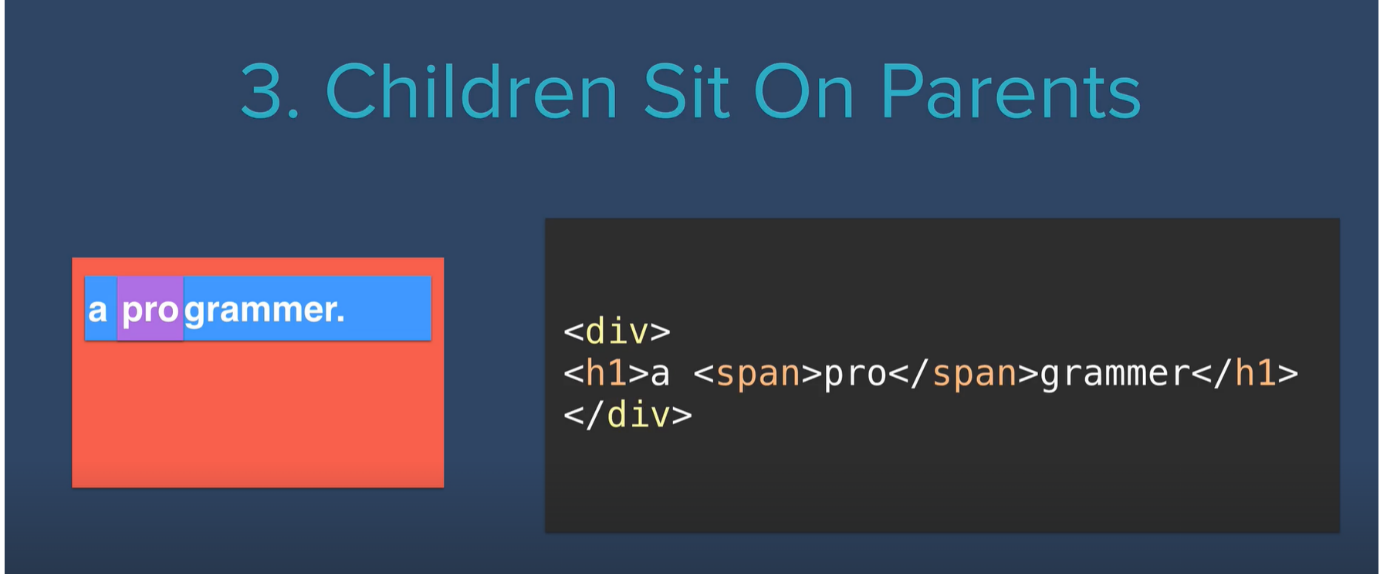 3. Children Sit On Parents
a programmer.
<div>
<h1>a <span>pro</span>grammer</h1>
</div>